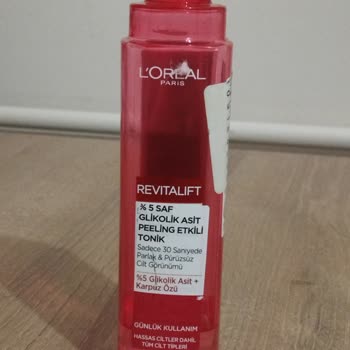 L'ORÉAL
PARIS
REVITALIFT
% 5 SAF
GLİKOLİK ASİT
PEELING ETKİLİ
TONİK
Sadece 30 Saniyede
Parlak & Pürüzsüz
Cilt Görünümü
%5 Glikolik Asit +
Karpuz Özü
GÜNLÜK KULLANIM
HASSAS CİLTLER DAHİL
TÜM CİLT TİPLERİ